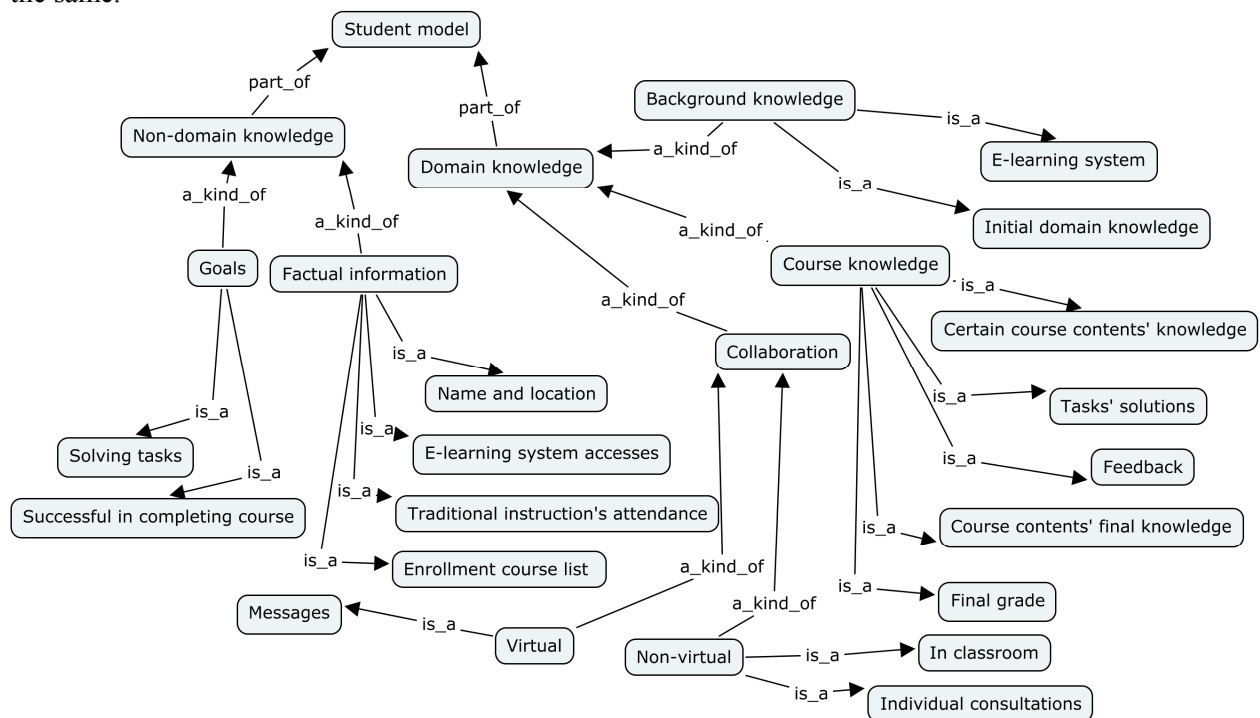 the same.
Student model
part_of
Background knowledge
part_of
is_a
Non-domain knowledge
a_kind_of
E-learning system
Domain knowledge
is_a
a_kind_of
a_kind_of
a_kind_of
Initial domain knowledge
Goals
Factual information
Course knowledge
is_a
a_kind_of
Certain course contents' knowledge
is_a
Collaboration
Name and location
is_a
Tasks' solutions
is_a
is_a
Solving tasks
E-learning system accesses
is_a
Feedback
is_a
is_a
Successful in completing course
Traditional instruction's attendance
is_a
Course contents' final knowledge
is_a
Enrollment course list
a_kind_of
is_a
Final grade
Messages
a_kind_of
is_a
Virtual
Non-virtual
is_a
In classroom
is_a
Individual consultations